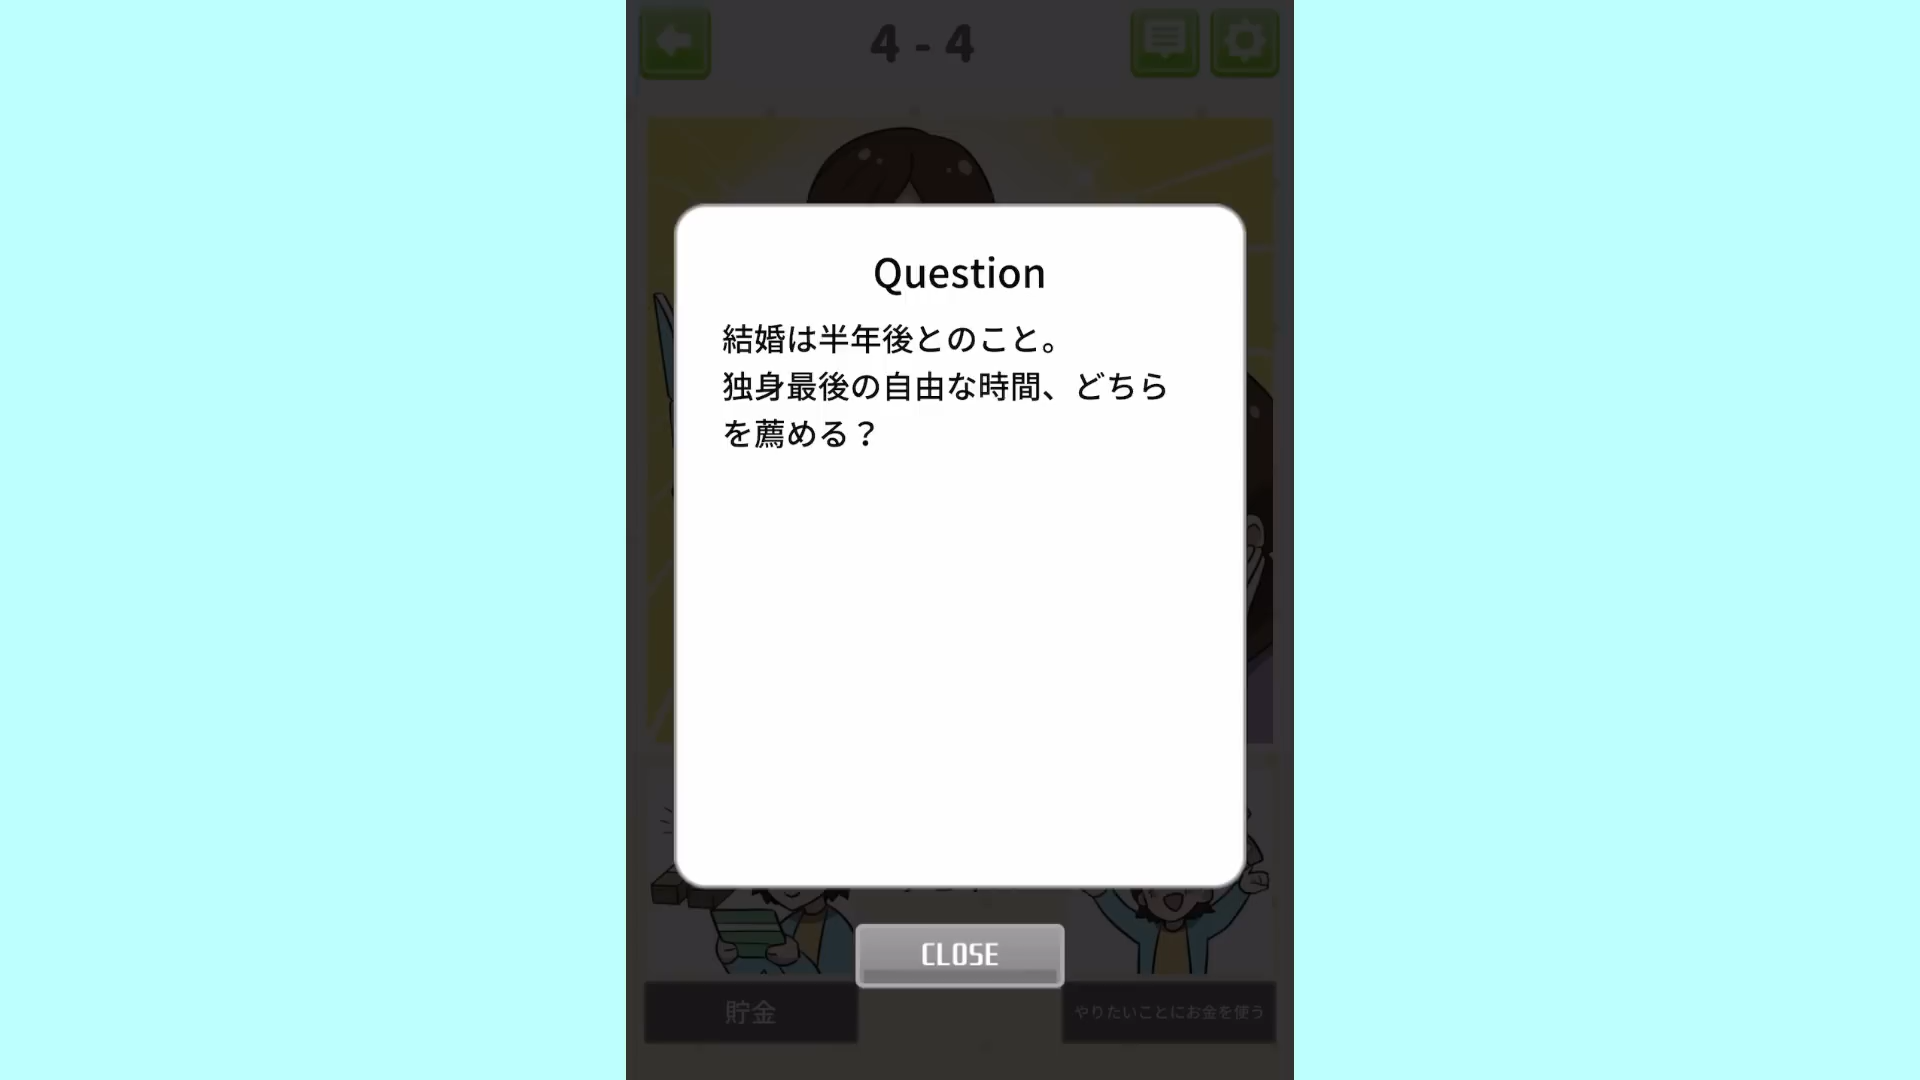 4 - 4
Question
結婚は半年後とのこと。
独身最後の自由な時間、どちら
を薦める？
CLOSE
貯金
やりたいことにお金を使う